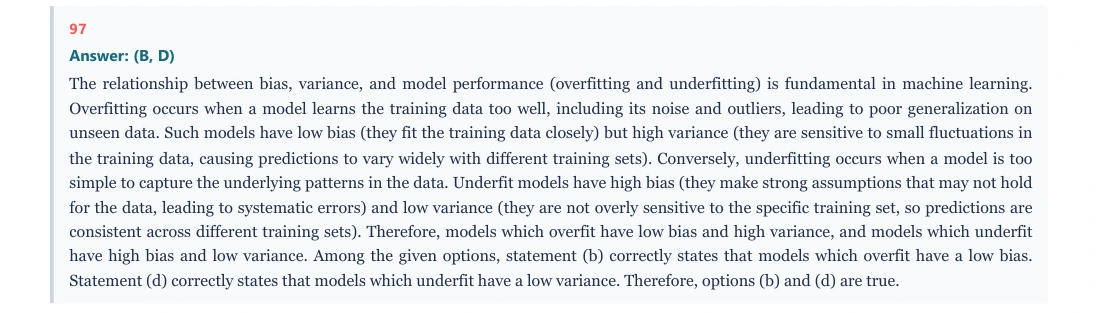 97
Answer: (B, D)
The relationship between bias, variance, and model performance (overfitting and underfitting) is fundamental in machine learning.
Overfitting occurs when a model learns the training data too well, including its noise and outliers, leading to poor generalization on
unseen data. Such models have low bias (they fit the training data closely) but high variance (they are sensitive to small fluctuations in
the training data, causing predictions to vary widely with different training sets). Conversely, underfitting occurs when a model is too
simple to capture the underlying patterns in the data. Underfit models have high bias (they make strong assumptions that may not hold
for the data, leading to systematic errors) and low variance (they are not overly sensitive to the specific training set, so predictions are
consistent across different training sets). Therefore, models which overfit have low bias and high variance, and models which underfit
have high bias and low variance. Among the given options, statement (b) correctly states that models which overfit have a low bias.
Statement (d) correctly states that models which underfit have a low variance. Therefore, options (b) and (d) are true.